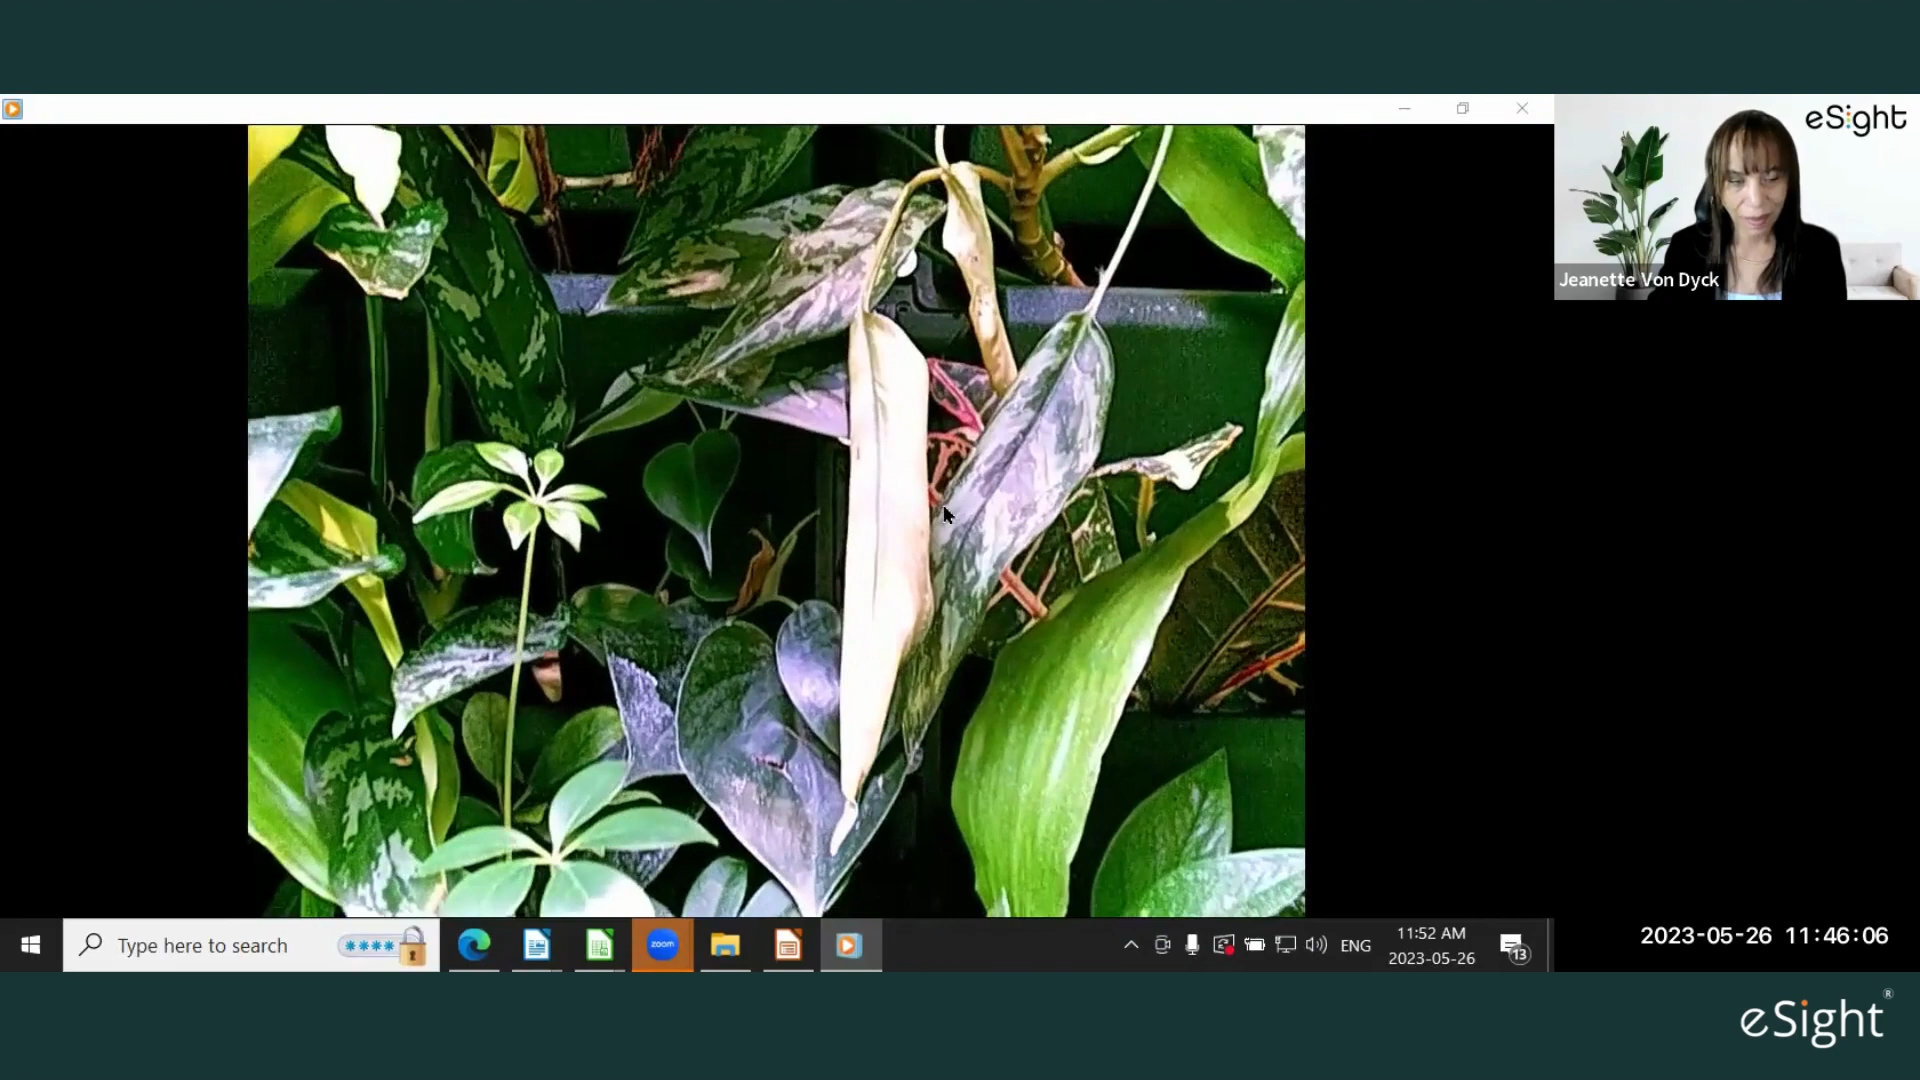 eSight
Jeanette Von Dyck
Type here to search
zoom
ENG
11:52 AM
2023-05-26
13
2023-05-26 11:46:06
eSight®